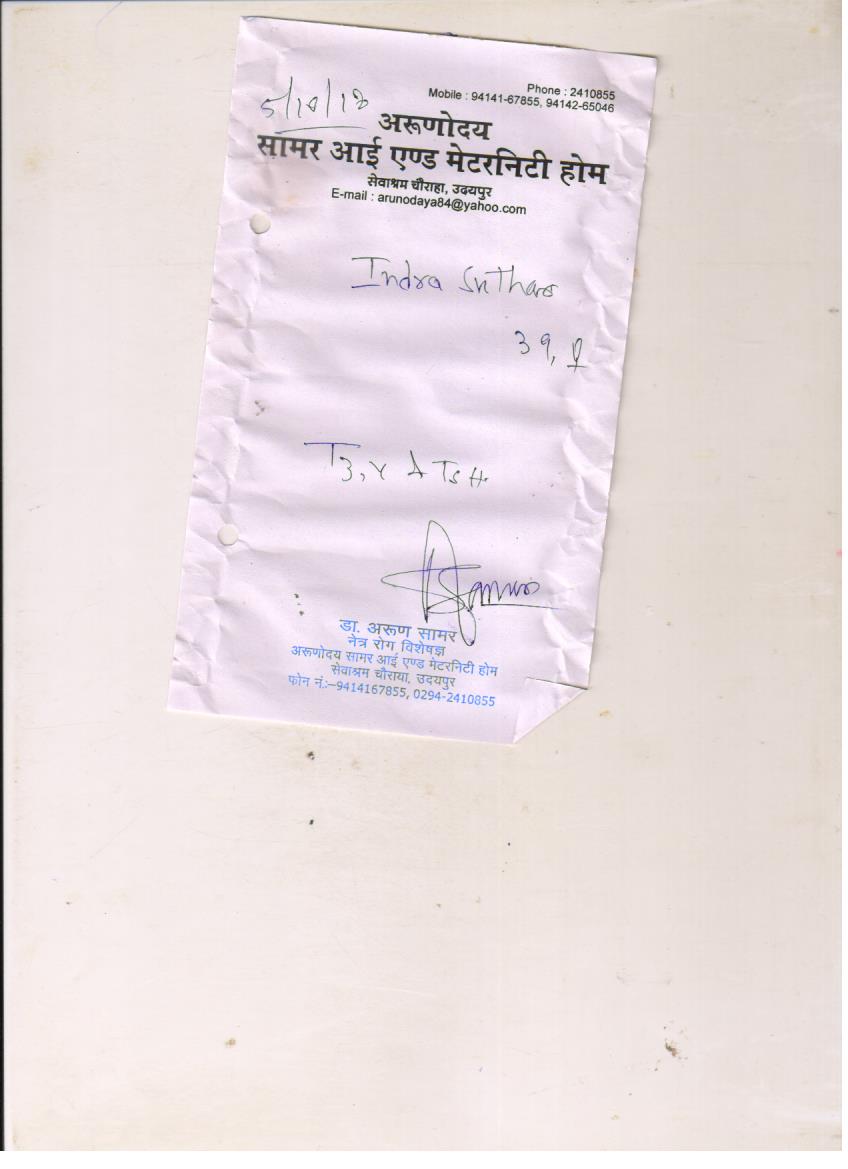 Phone : 2410855
Mobile : 94141-67855, 94142-65046
5/10/18
अरूणोदय
सामर आई एण्ड मेटरनिटी होम
सेवाश्रम चौराहा, उदयपुर
E-mail : arunodaya84@yahoo.com
Indra Suthar
39, ♀
T3,4 TSH
डा. अरूण सामर
नेत्र रोग विशेषज्ञ
अरूणोदय सामर आई एण्ड मेटरनिटी होम
सेवाश्रम चौराया, उदयपुर
फोन नं.:–9414167855, 0294-2410855